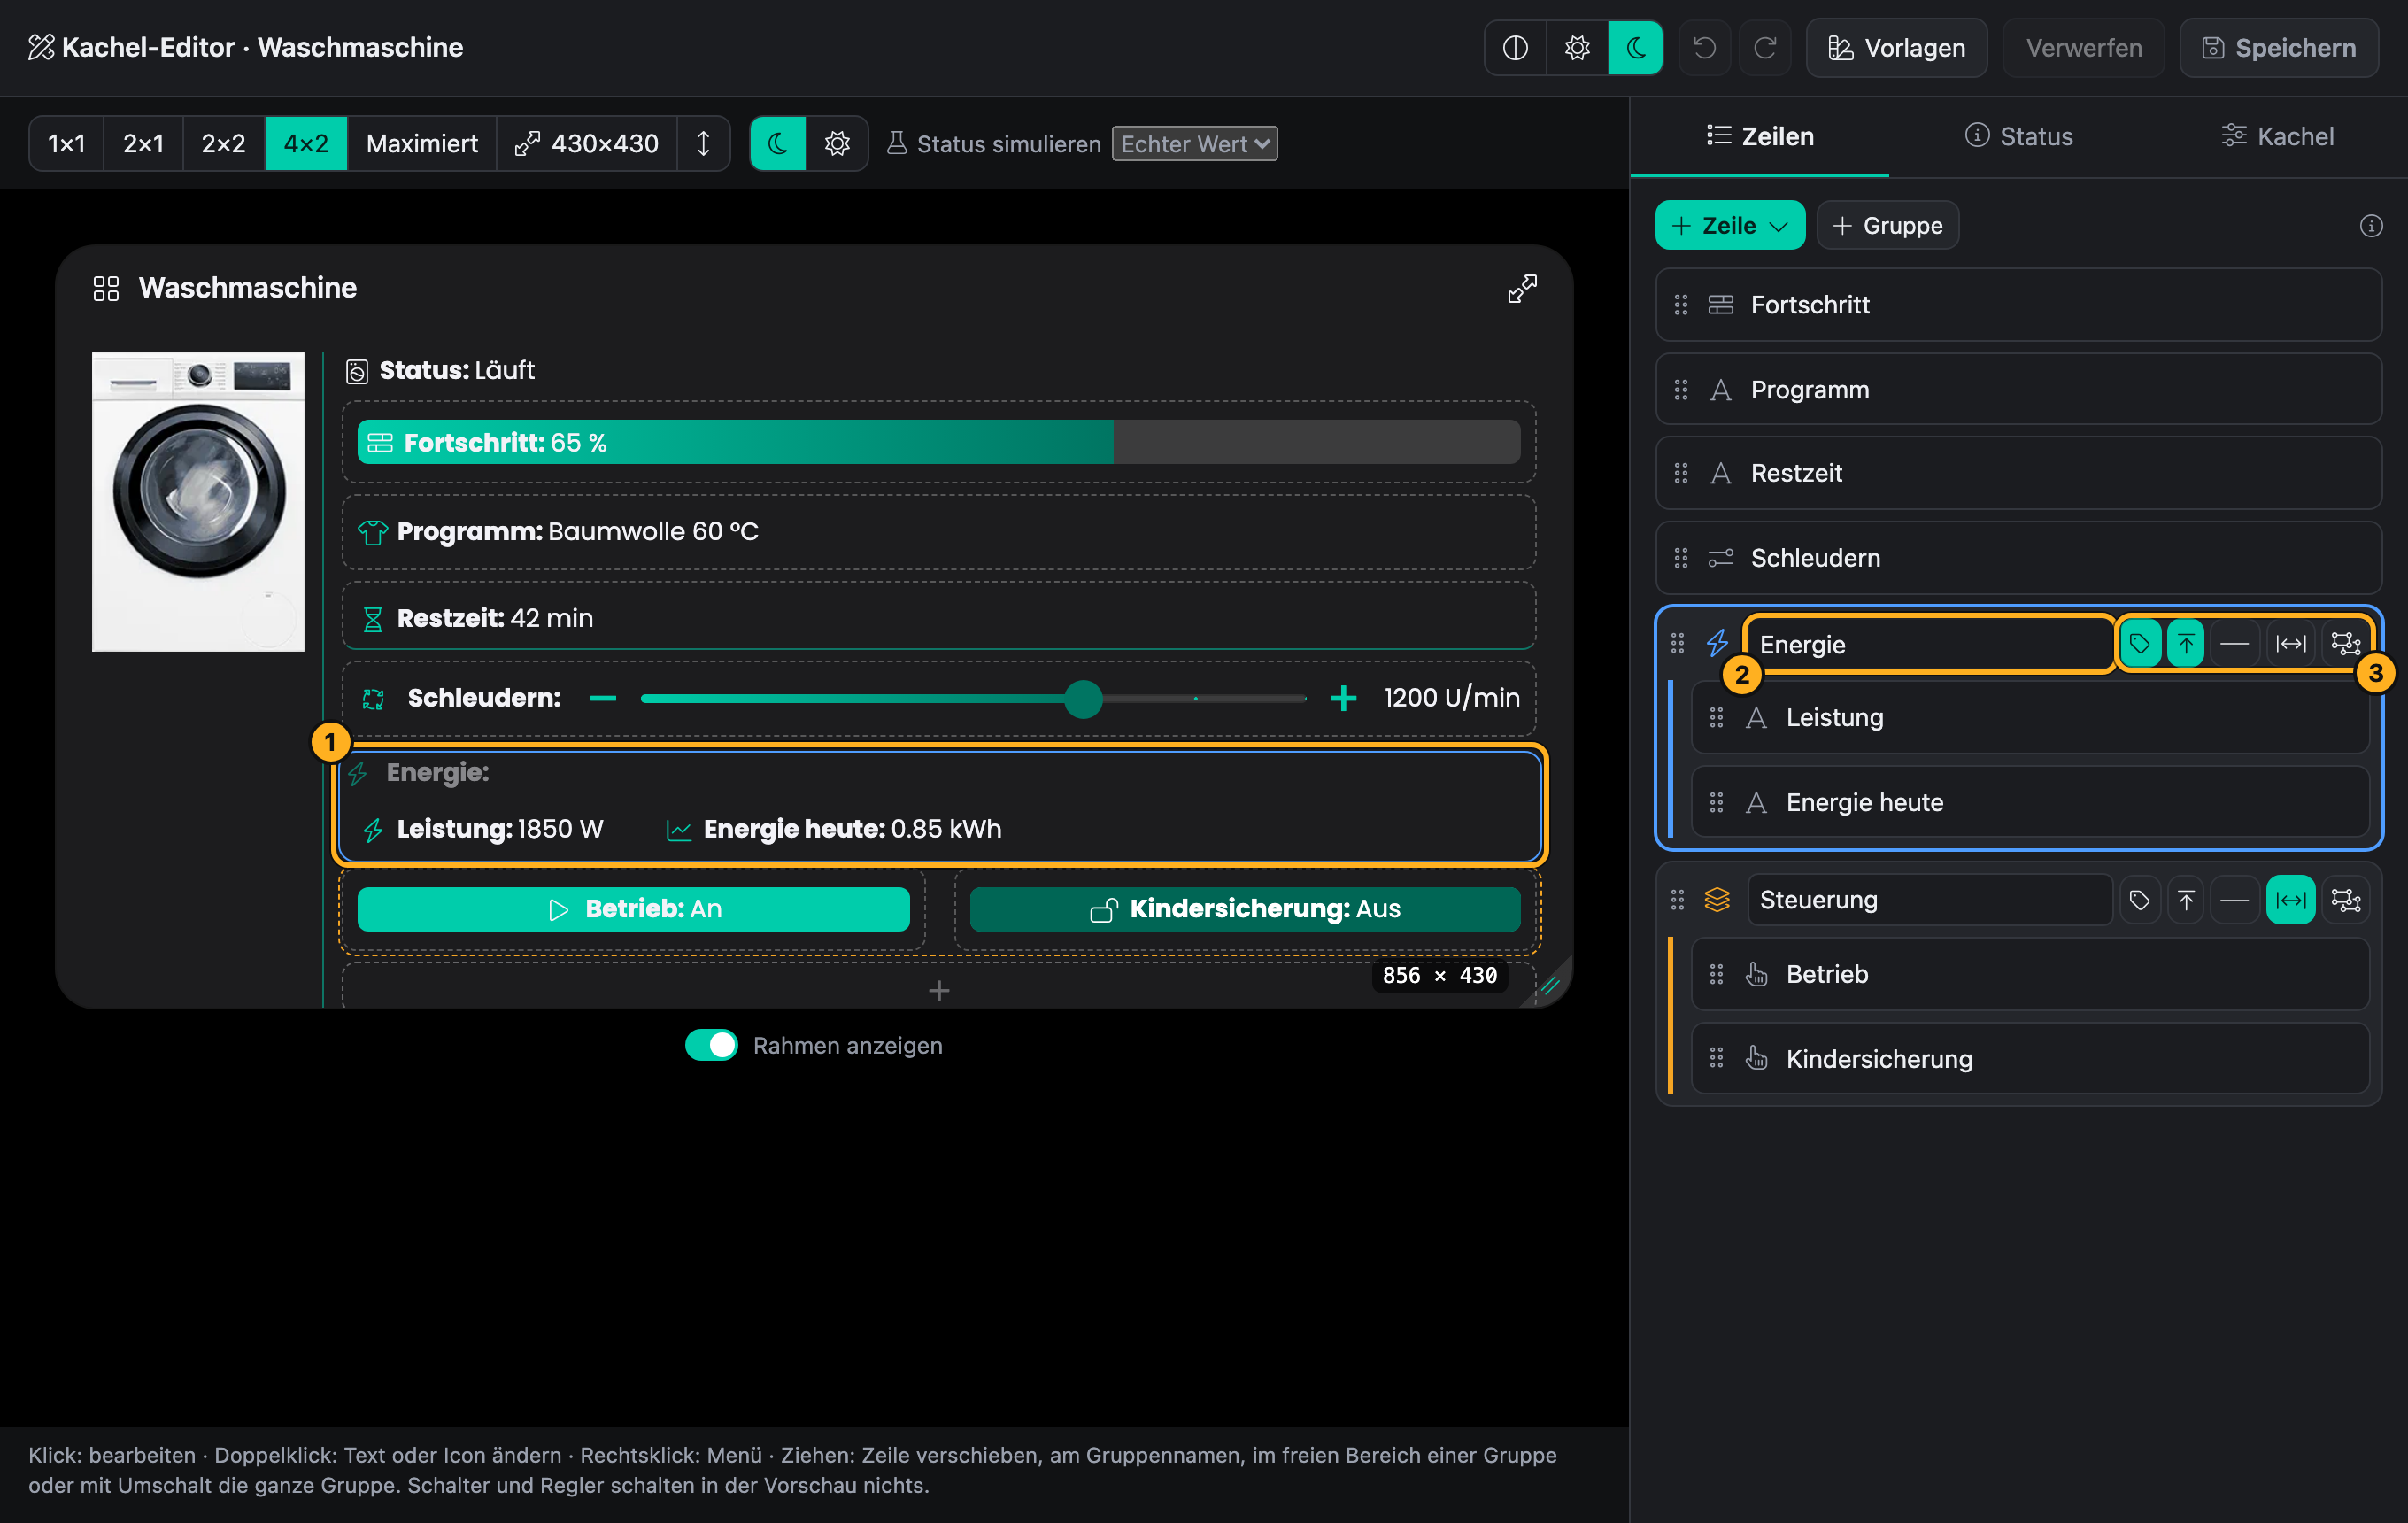 Kachel-Editor · Waschmaschine
Vorlagen
Verwerfen
Speichern
1×1
2×1
2×2
4×2
Maximiert
430×430
Status simulieren
Echter Wert
Zeilen
Status
Kachel
Waschmaschine
Status: Läuft
Fortschritt: 65 %
Programm: Baumwolle 60 °C
Restzeit: 42 min
Schleudern:
1200 U/min
1
Energie:
Leistung: 1850 W
Energie heute: 0.85 kWh
Betrieb: An
Kindersicherung: Aus
856 × 430
Rahmen anzeigen
Zeile
Gruppe
Fortschritt
Programm
Restzeit
Schleudern
Energie
2
3
Leistung
Energie heute
Steuerung
Betrieb
Kindersicherung
Klick: bearbeiten · Doppelklick: Text oder Icon ändern · Rechtsklick: Menü · Ziehen: Zeile verschieben, am Gruppennamen, im freien Bereich einer Gruppe
oder mit Umschalt die ganze Gruppe. Schalter und Regler schalten in der Vorschau nichts.